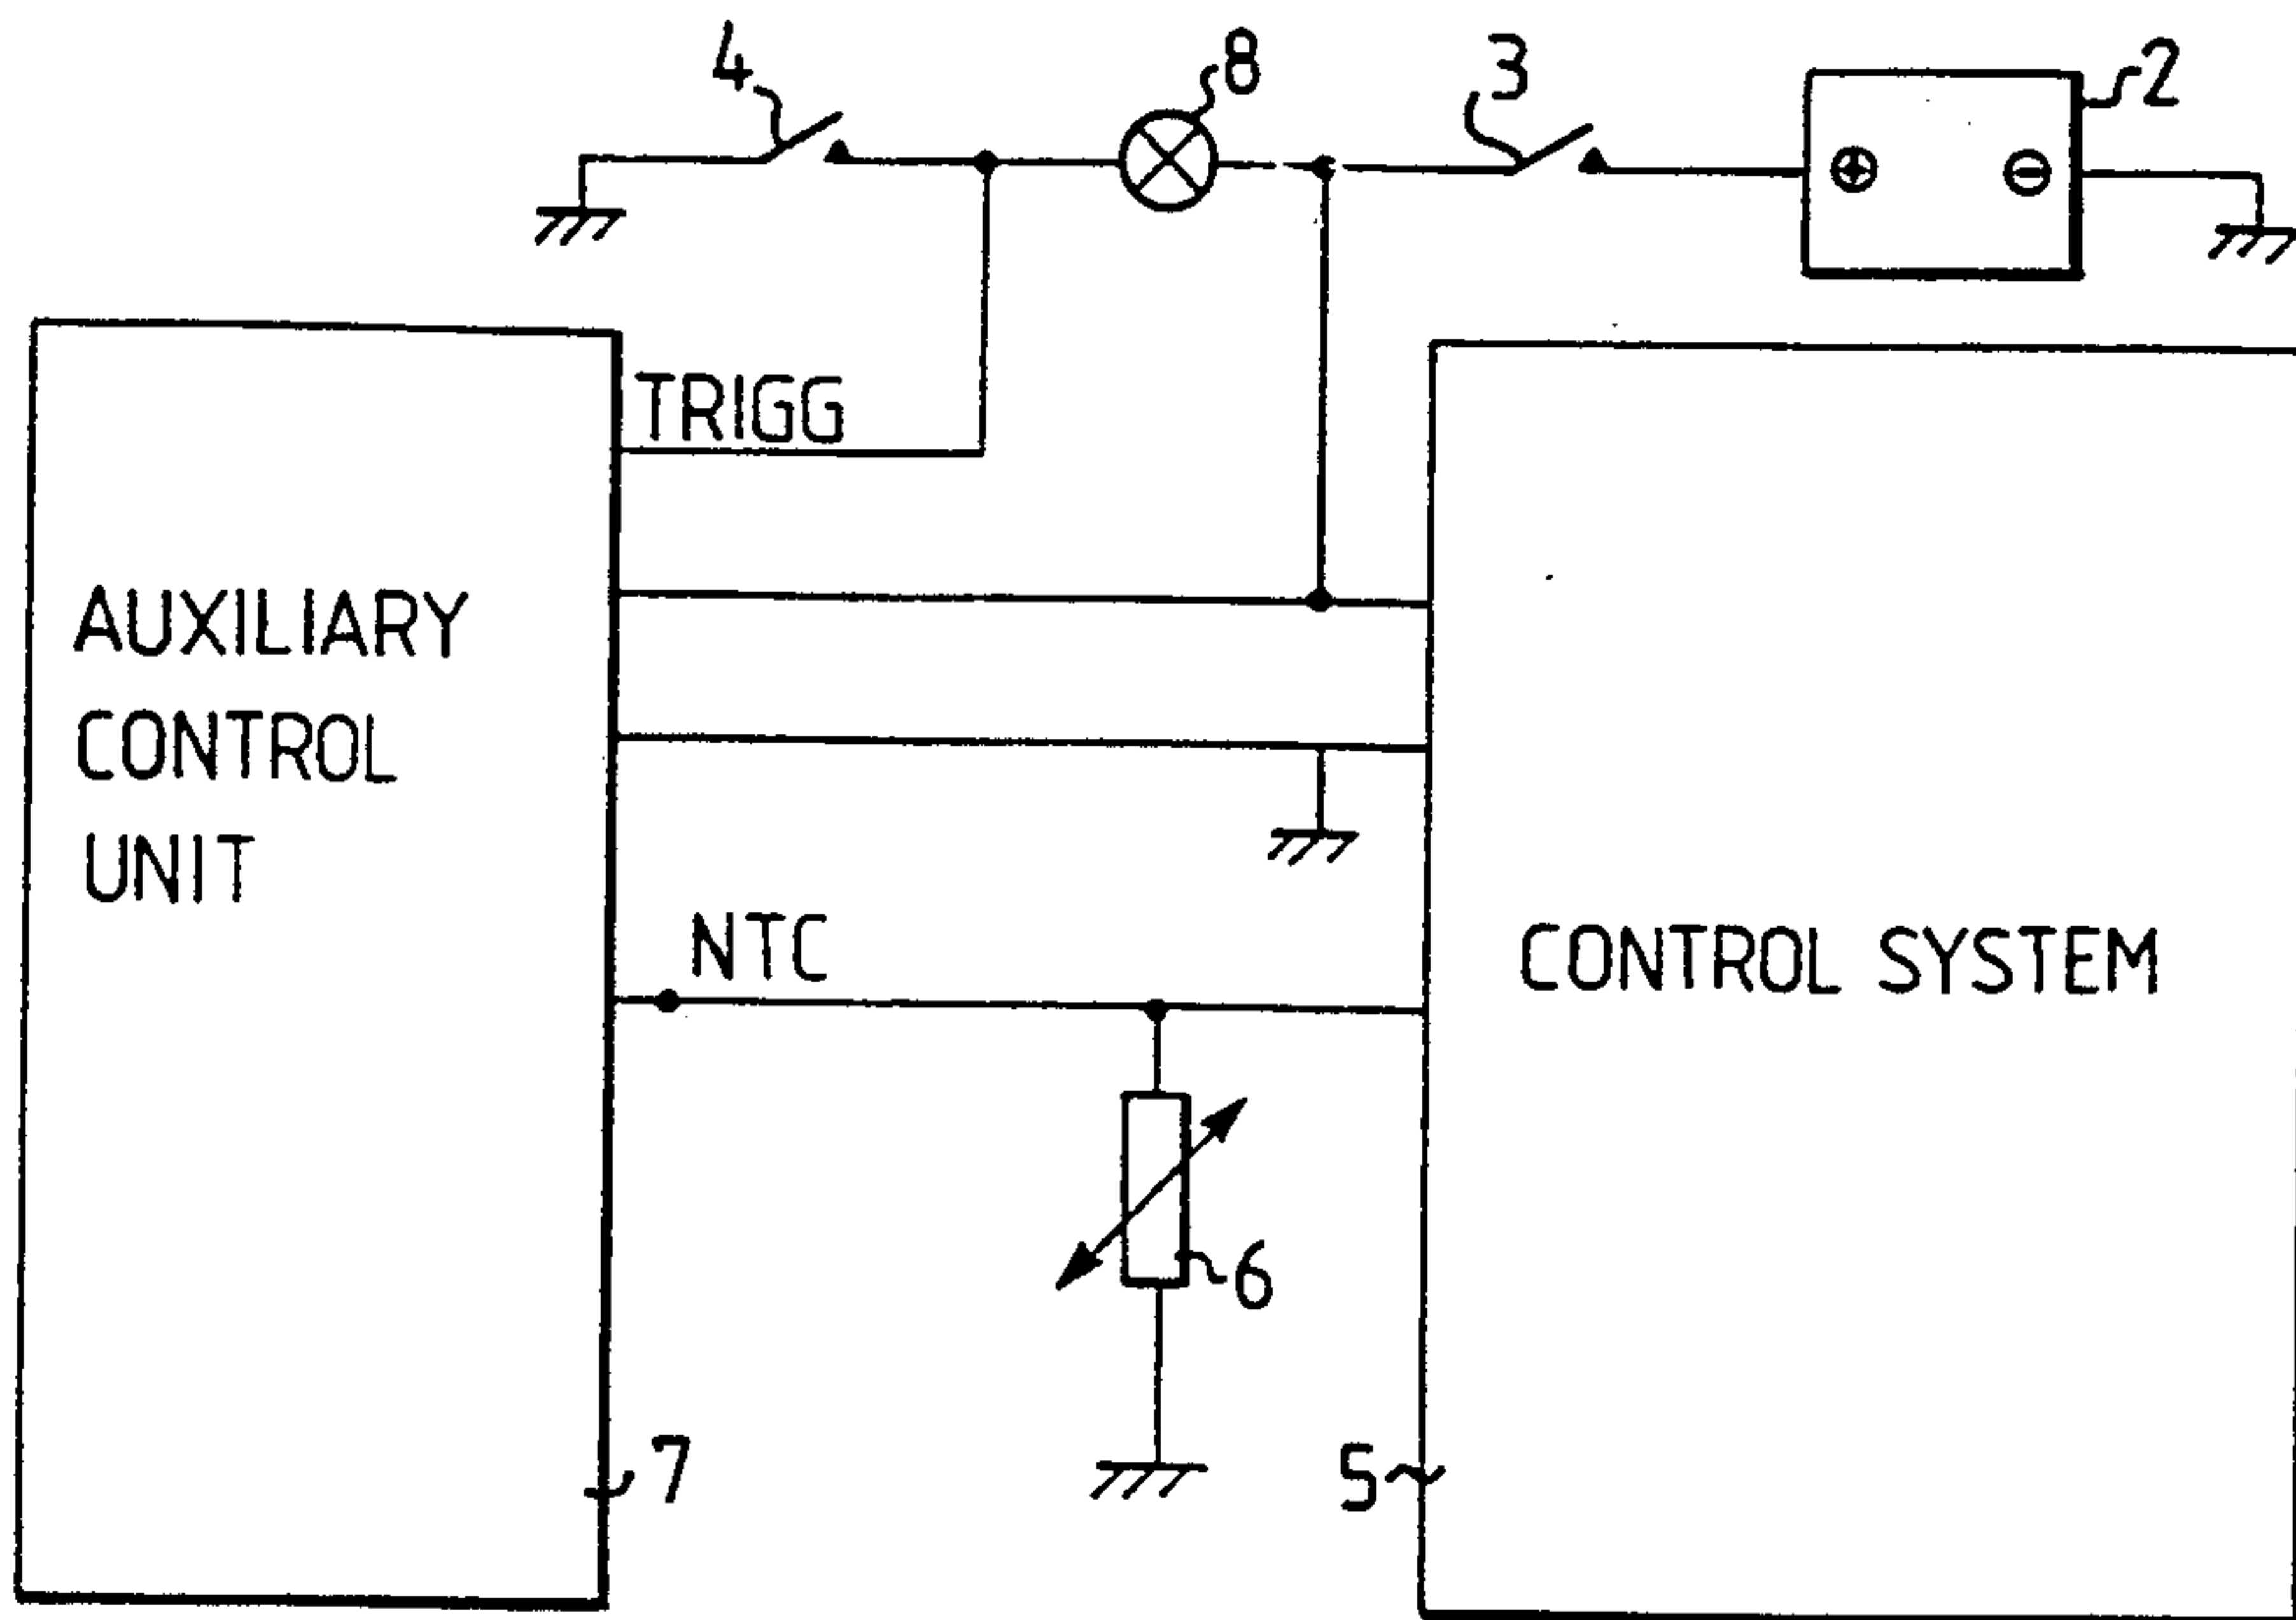 4
8
3
2
⊕
⊖
TRIGG
AUXILIARY
CONTROL
UNIT
NTC
CONTROL SYSTEM
6
7
5